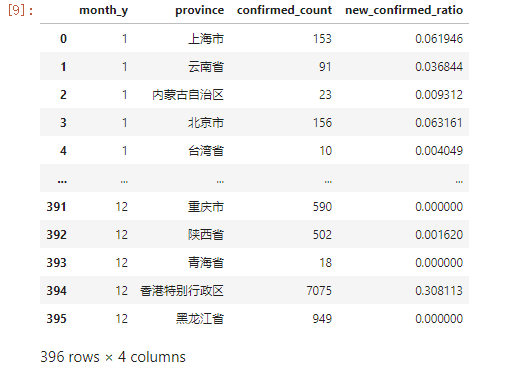 [9]:
month_y province confirmed_count new_confirmed_ratio
0 1 上海市 153 0.061946
1 1 云南省 91 0.036844
2 1 内蒙古自治区 23 0.009312
3 1 北京市 156 0.063161
4 1 台湾省 10 0.004049
... ... ... ... ...
391 12 重庆市 590 0.000000
392 12 陕西省 502 0.001620
393 12 青海省 18 0.000000
394 12 香港特别行政区 7075 0.308113
395 12 黑龙江省 949 0.000000
396 rows × 4 columns